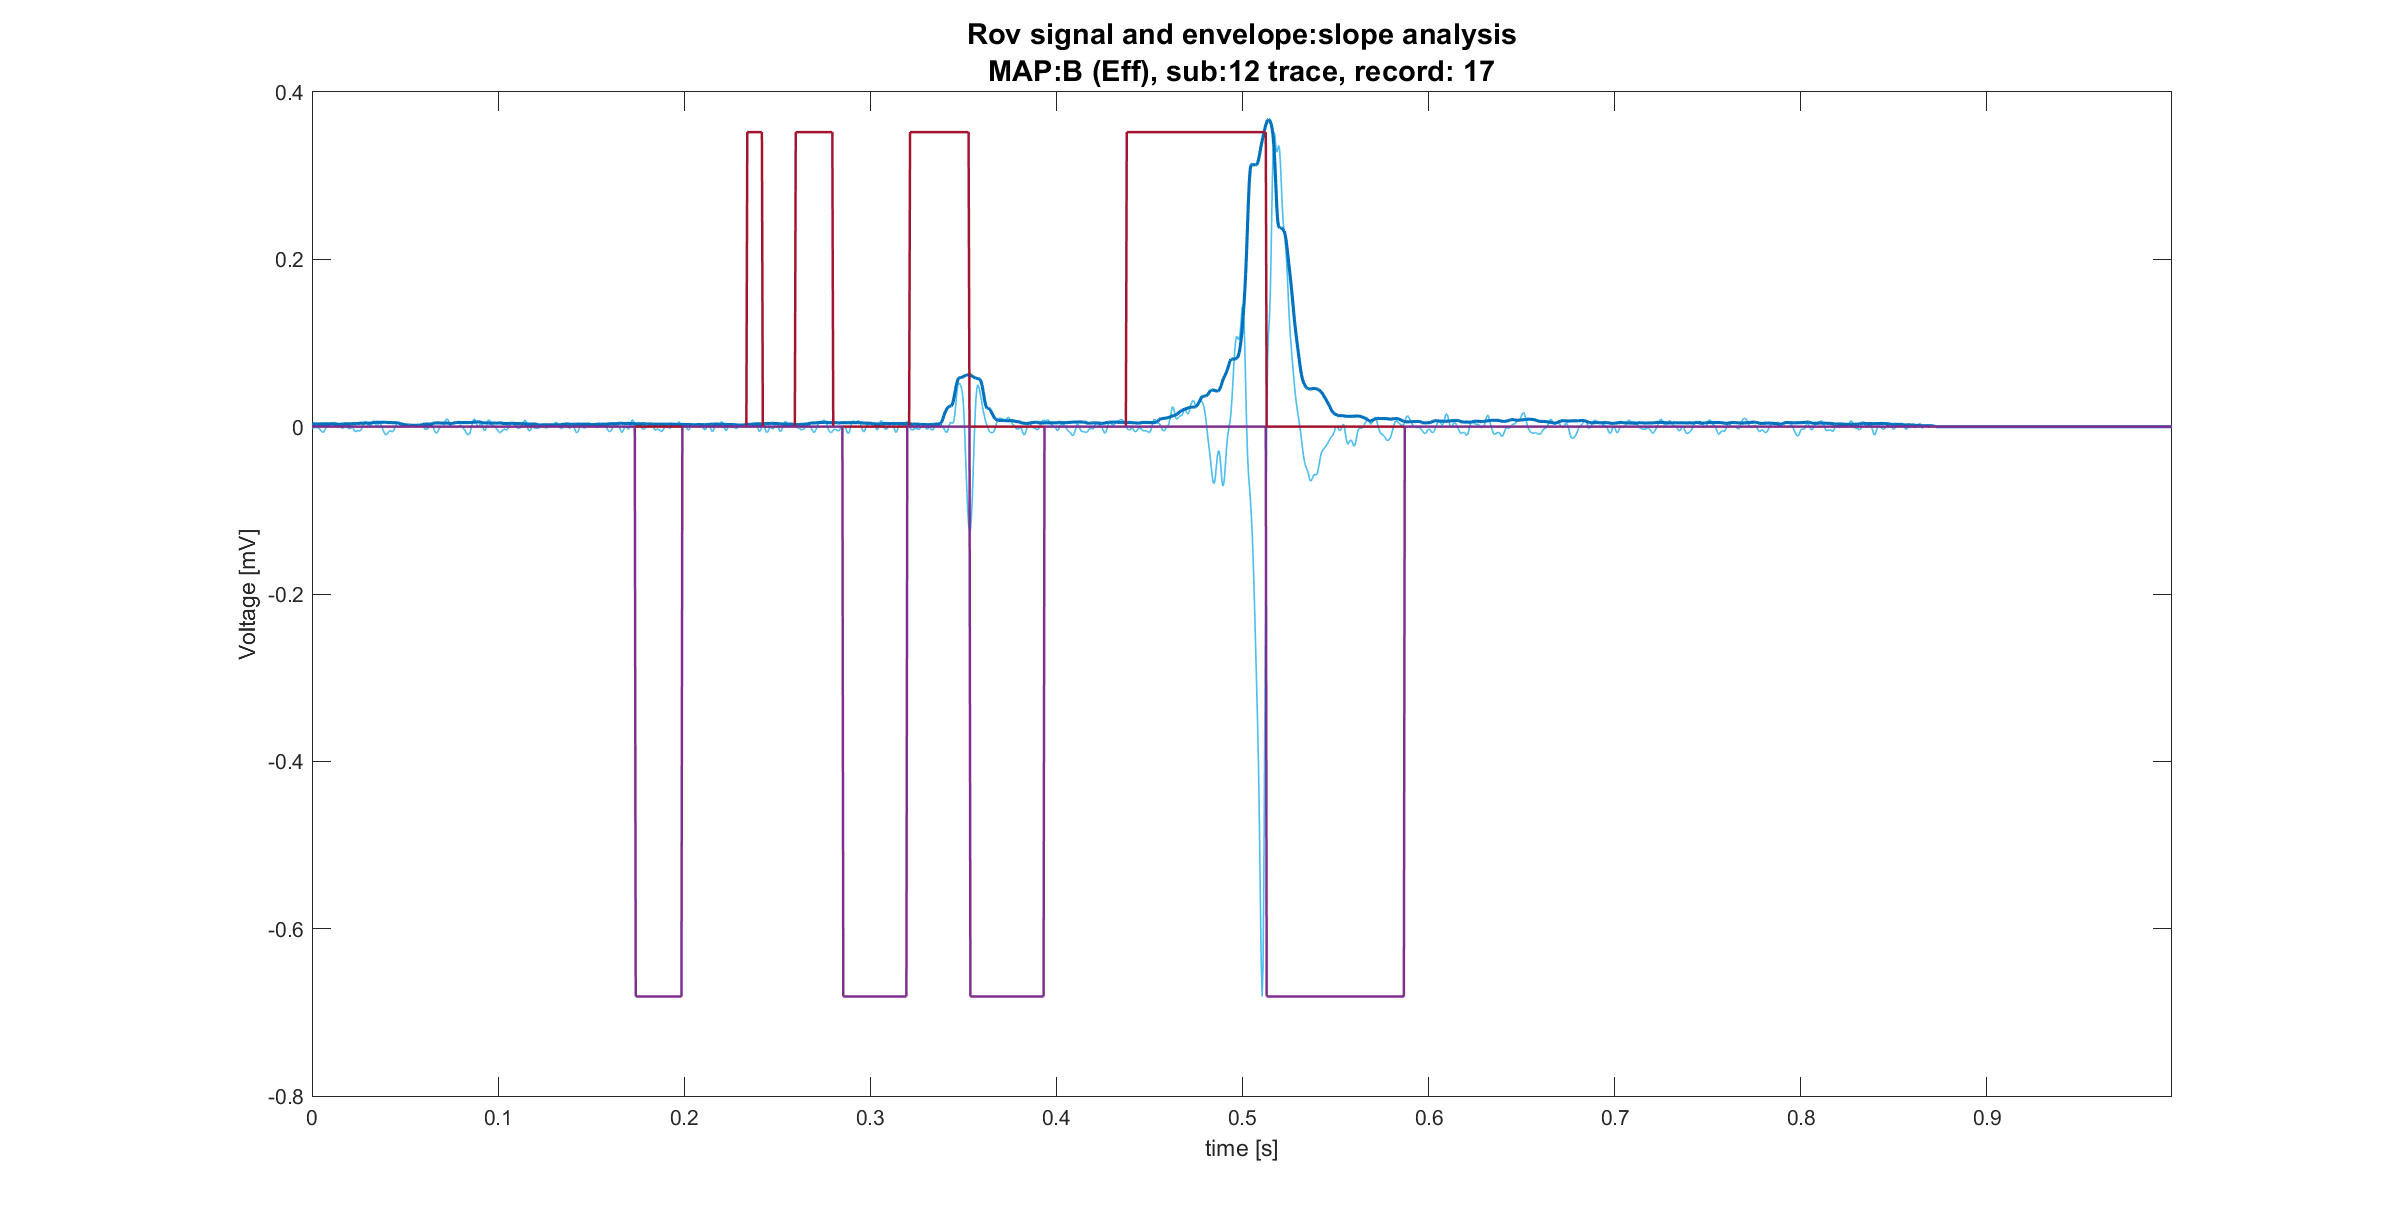 Rov signal and envelope:slope analysis
MAP:B (Eff), sub:12 trace, record: 17
0.4
0.2
0
-0.2
-0.4
-0.6
-0.8
Voltage [mV]
0 0.1 0.2 0.3 0.4 0.5 0.6 0.7 0.8 0.9
time [s]